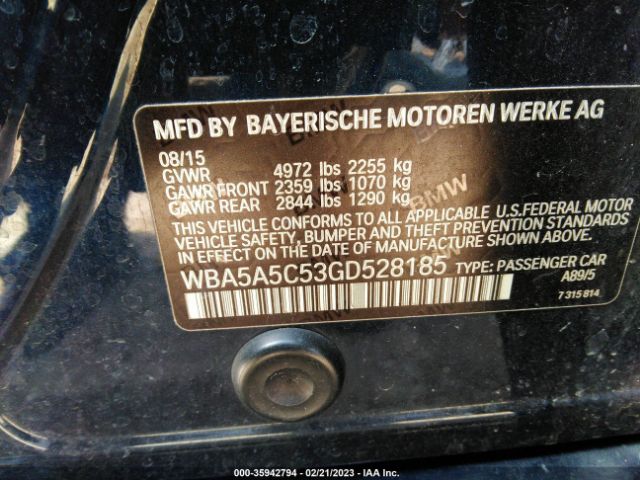 MFD BY BAYERISCHE MOTOREN WERKE AG
08/15
GVWR 4972 lbs 2255 kg
GAWR FRONT 2359 lbs 1070 kg
GAWR REAR 2844 lbs 1290 kg
THIS VEHICLE CONFORMS TO ALL APPLICABLE U.S.FEDERAL MOTOR
VEHICLE SAFETY, BUMPER AND THEFT PREVENTION STANDARDS
IN EFFECT ON THE DATE OF MANUFACTURE SHOWN ABOVE.
WBA5A5C53GD528185 TYPE: PASSENGER CAR
A89/5
7 315 814
BMW
000-35942794 - 02/21/2023 - IAA Inc.